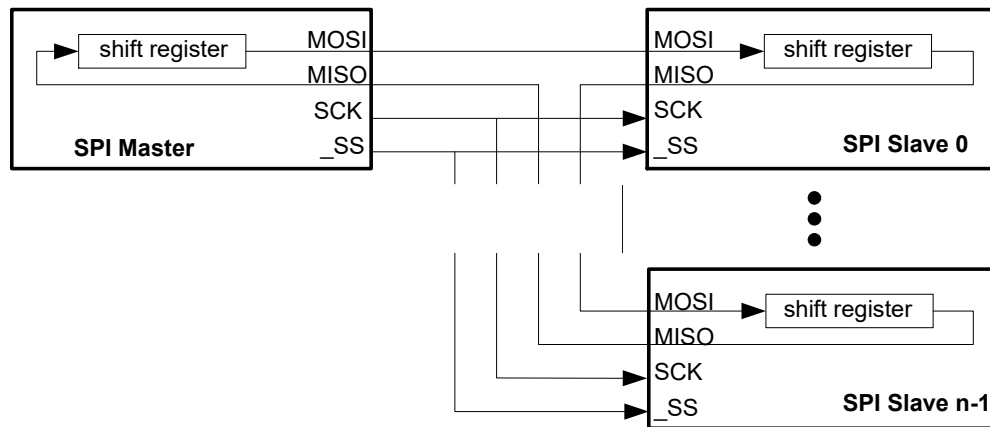 shift register
MOSI
MISO
SCK
_SS
SPI Master
MOSI
shift register
MISO
SCK
_SS
SPI Slave 0
MOSI
shift register
MISO
SCK
_SS
SPI Slave n-1